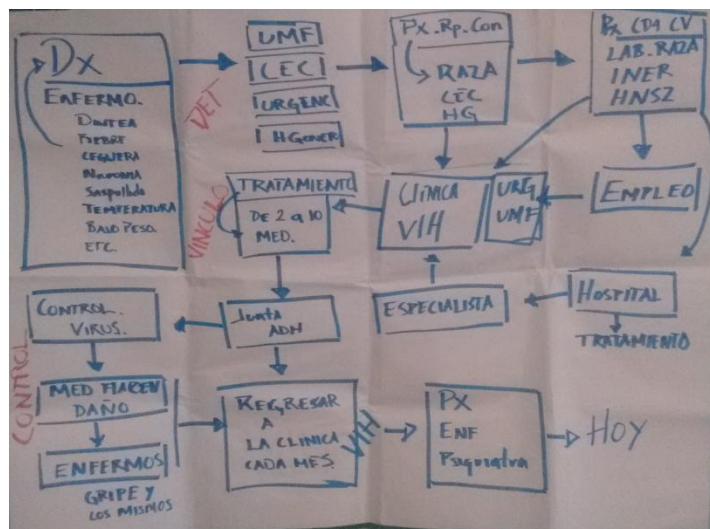 Dx
ENFERMO.
DIARREA
FIEBRE
CEGUERA
Sarpullido
TEMPERATURA
BAJO PESO.
ETC.
DET
UMF
CEC
URGENC
HGENER
Px. Rp. Con
RAZA
CEC
HG
Px CD4 CV
LAB. RAZA
INER
HNSZ
VINCULO
TRATAMIENTO
DE 2 a 10
MED.
CLINICA
VIH
URG
UMF
EMPLEO
CONTROL.
VIRUS.
Junta
ADH
ESPECIALISTA
HOSPITAL
TRATAMIENTO
CONTROL
MED HACEN
DAÑO
ENFERMOS
GRIPE Y
LOS MISMOS
REGRESAR
A
LA CLINICA
CADA MES.
VIH
PX
ENF
Psiquiatra
HOY